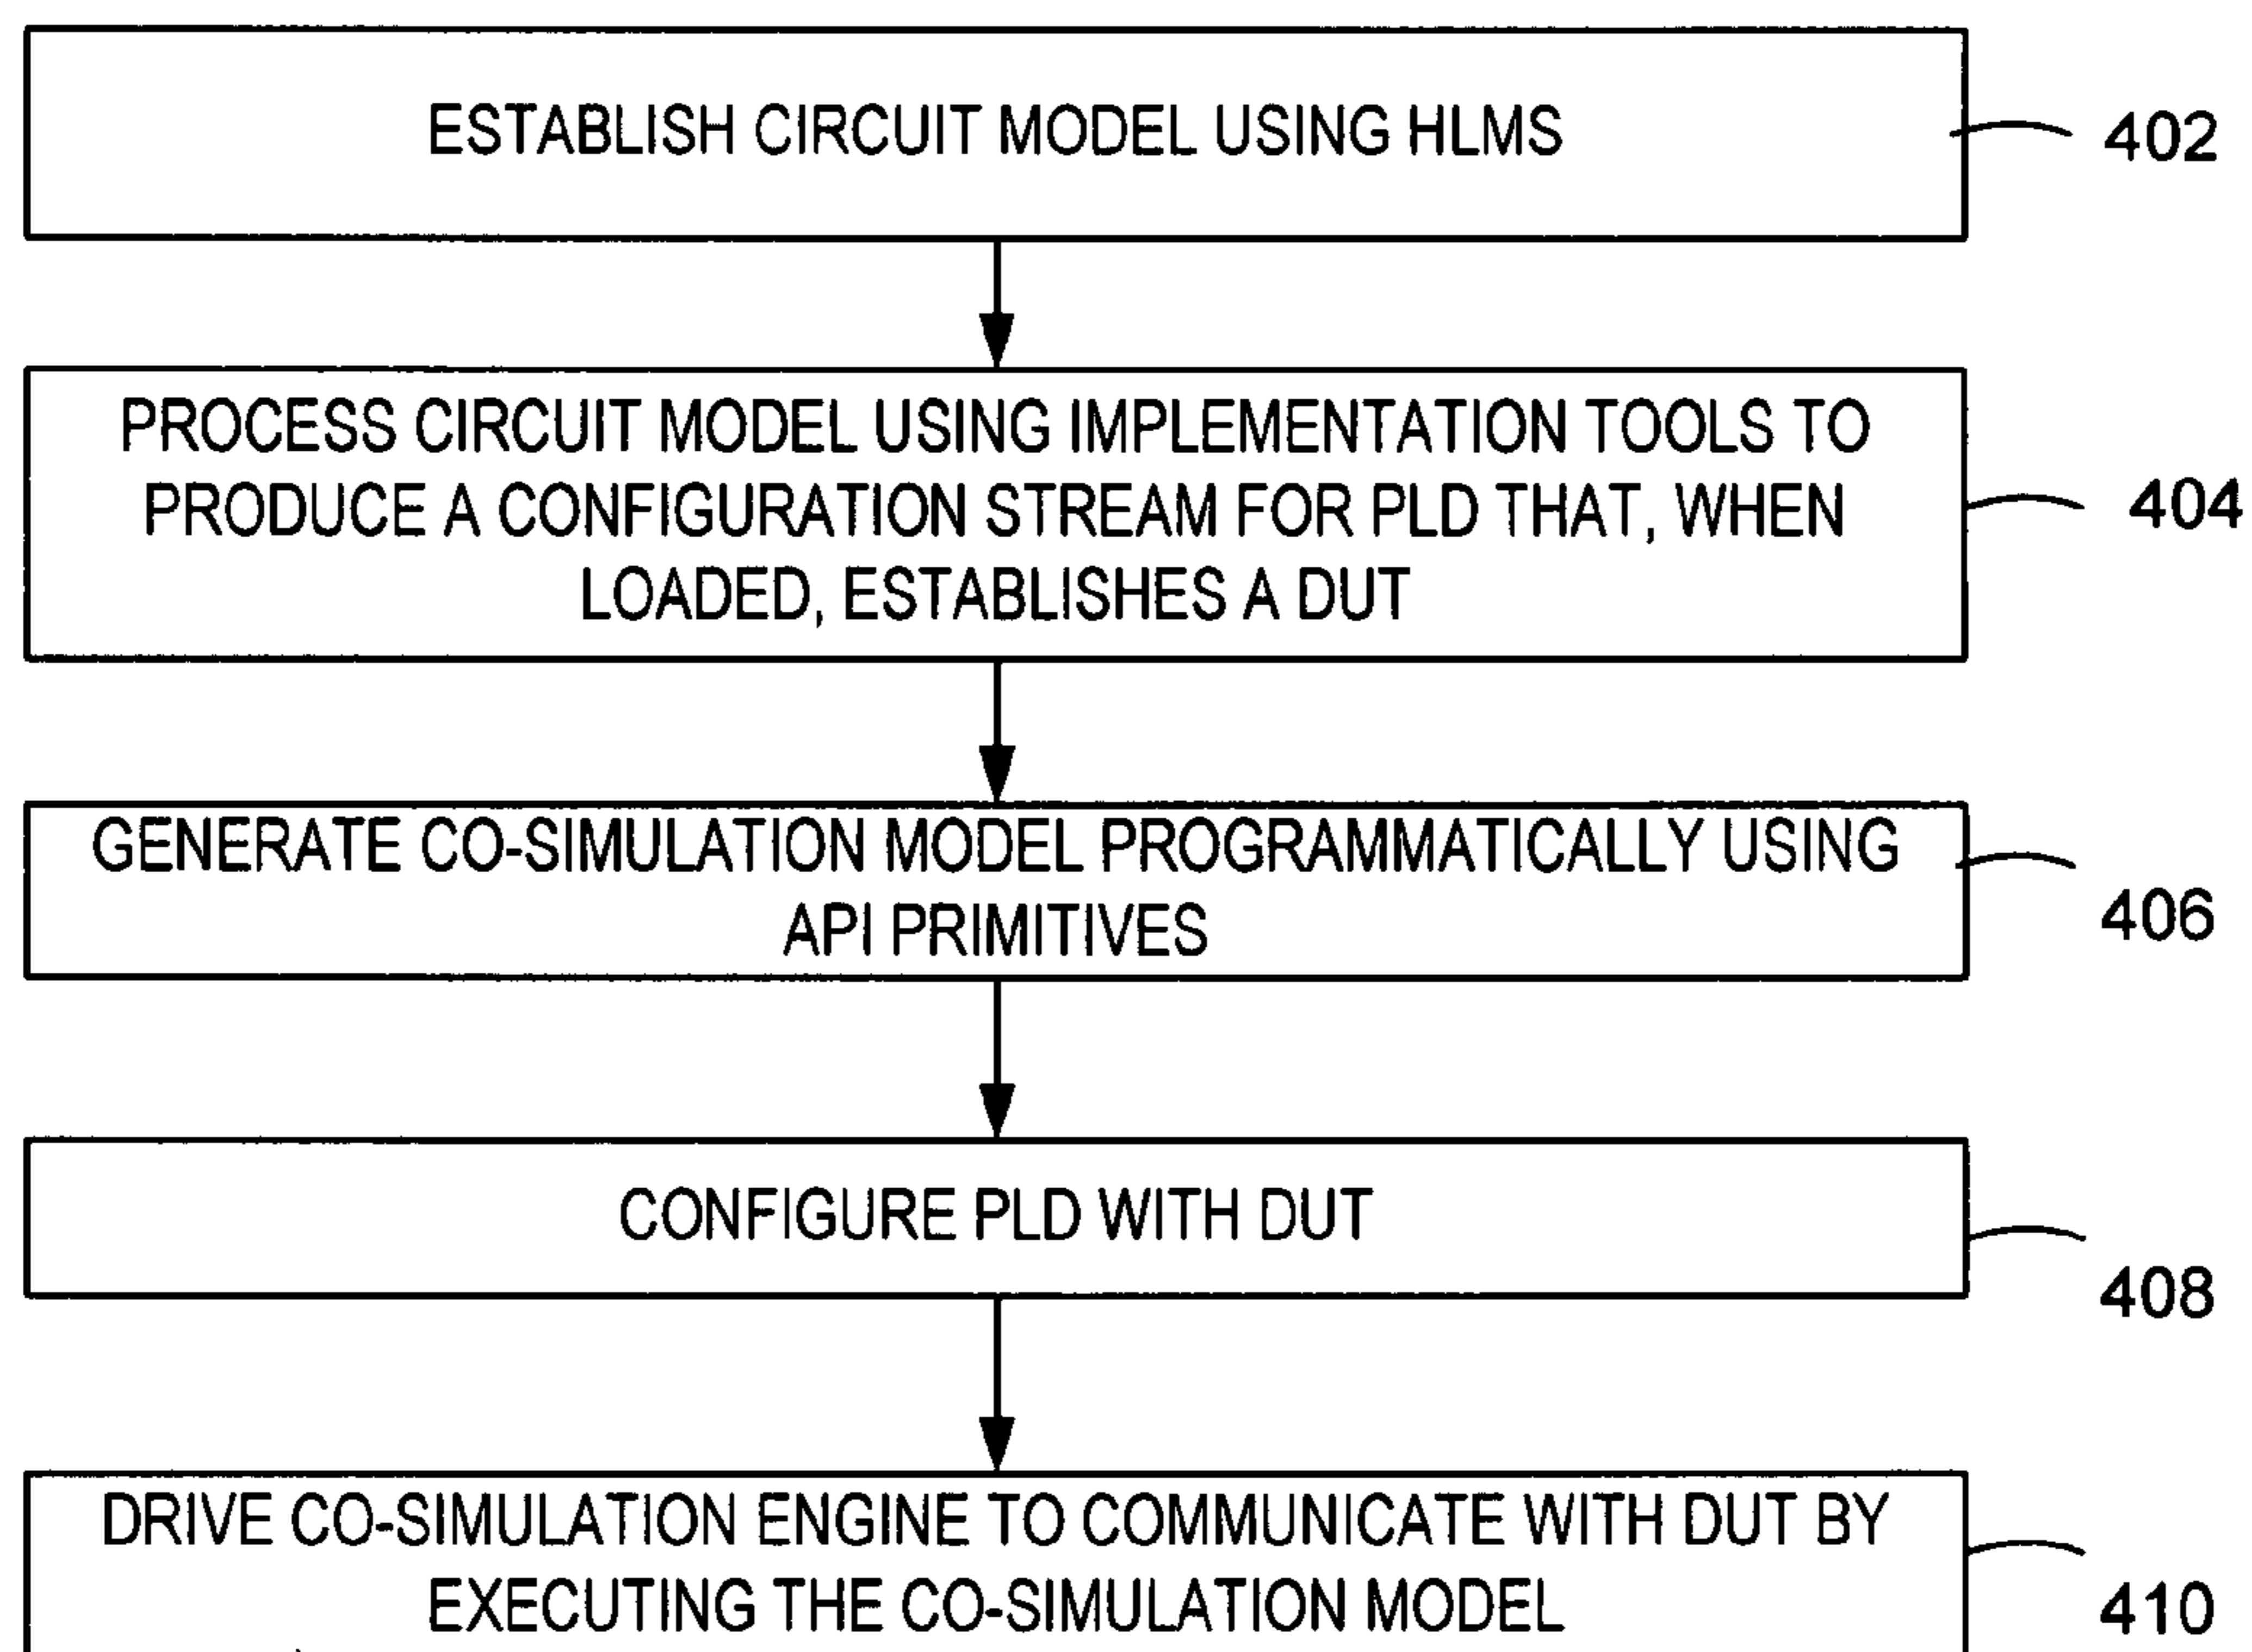 ESTABLISH CIRCUIT MODEL USING HLMS
402
PROCESS CIRCUIT MODEL USING IMPLEMENTATION TOOLS TO
PRODUCE A CONFIGURATION STREAM FOR PLD THAT, WHEN
LOADED, ESTABLISHES A DUT
404
GENERATE CO-SIMULATION MODEL PROGRAMMATICALLY USING
API PRIMITIVES
406
CONFIGURE PLD WITH DUT
408
DRIVE CO-SIMULATION ENGINE TO COMMUNICATE WITH DUT BY
EXECUTING THE CO-SIMULATION MODEL
410